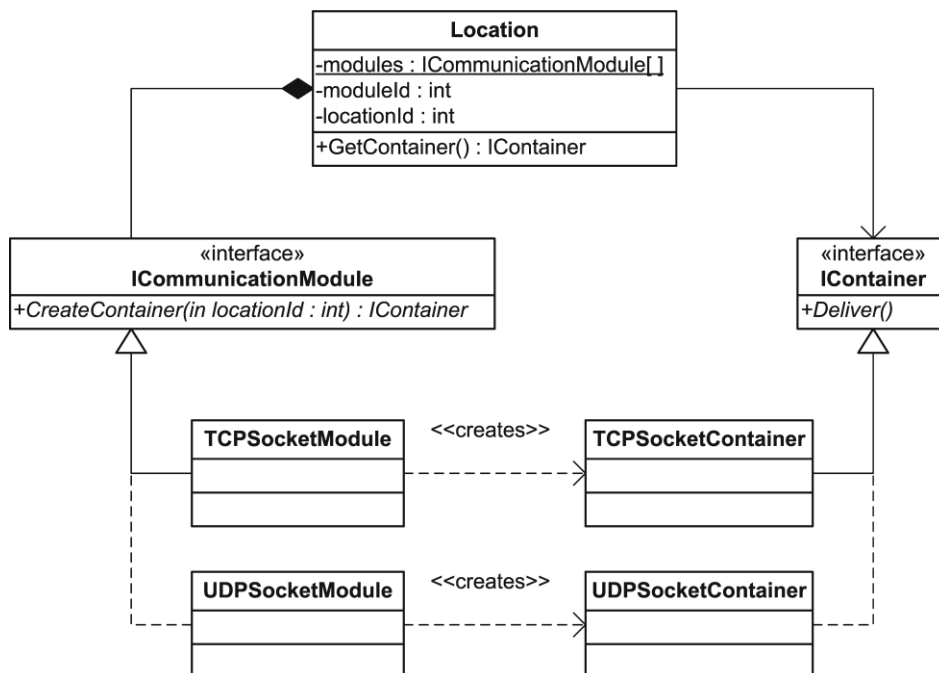 Location
-modules : ICommunicationModule[ ]
-moduleId : int
-locationId : int
+GetContainer() : IContainer
«interface»
ICommunicationModule
+CreateContainer(in locationId : int) : IContainer
«interface»
IContainer
+Deliver()
TCPSocketModule
<<creates>>
TCPSocketContainer
UDPSocketModule
<<creates>>
UDPSocketContainer